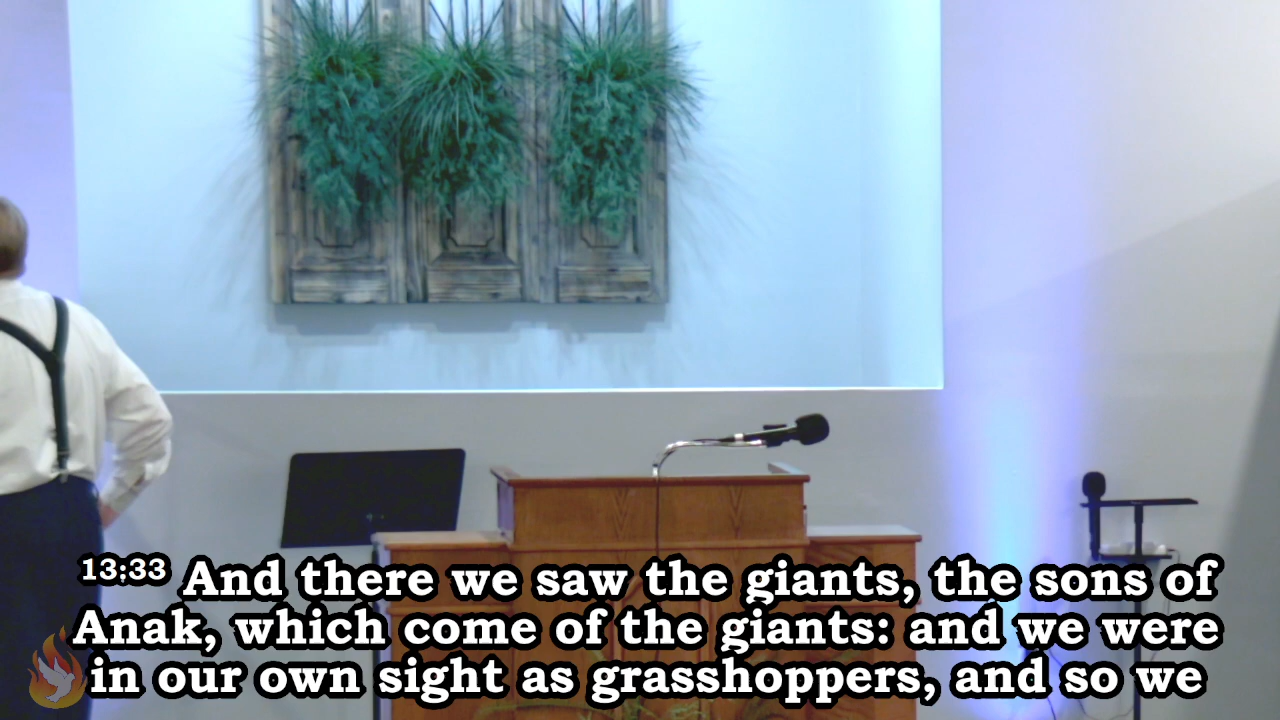 13:33 And there we saw the giants, the sons of
Anak, which come of the giants: and we were
in our own sight as grasshoppers, and so we